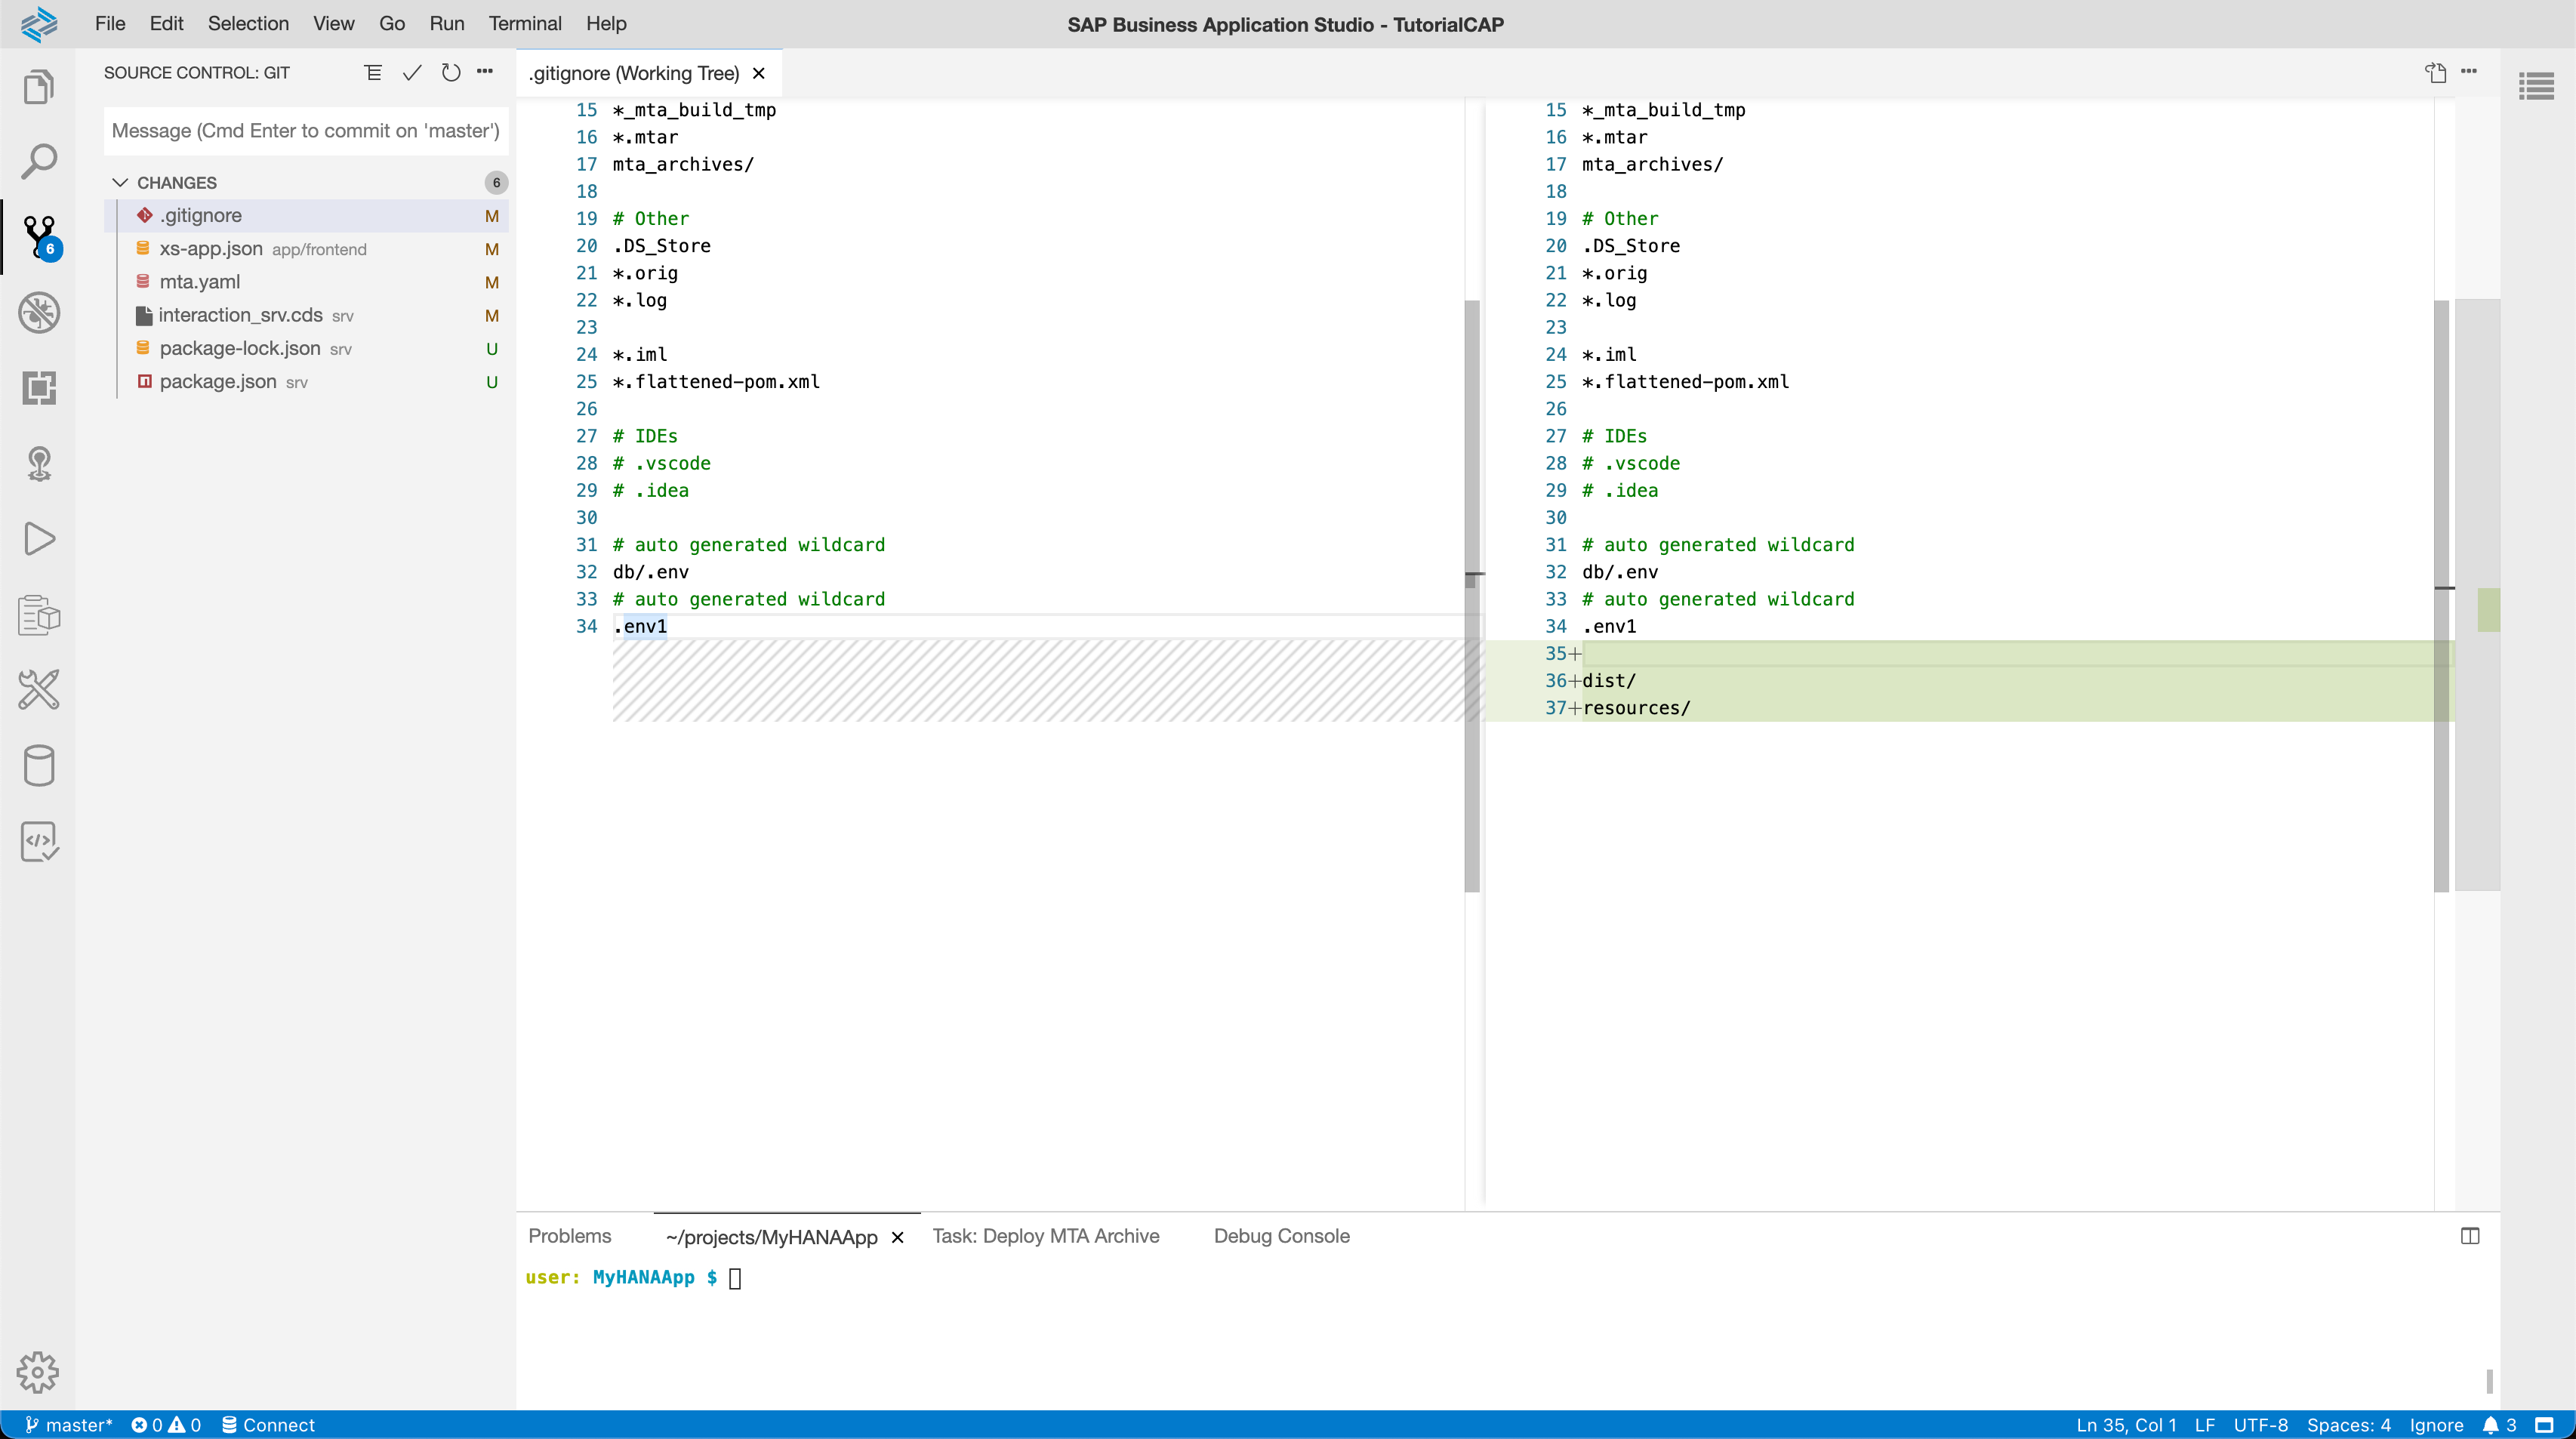 File Edit Selection View Go Run Terminal Help
SAP Business Application Studio - TutorialCAP
SOURCE CONTROL: GIT
Message (Cmd Enter to commit on 'master')
CHANGES 6
.gitignore M
xs-app.json app/frontend M
mta.yaml M
interaction_srv.cds srv M
package-lock.json srv U
package.json srv U
6
.gitignore (Working Tree)
15 *_mta_build_tmp
16 *.mtar
17 mta_archives/
18
19 # Other
20 .DS_Store
21 *.orig
22 *.log
23
24 *.iml
25 *.flattened-pom.xml
26
27 # IDEs
28 # .vscode
29 # .idea
30
31 # auto generated wildcard
32 db/.env
33 # auto generated wildcard
34 .env1
15 *_mta_build_tmp
16 *.mtar
17 mta_archives/
18
19 # Other
20 .DS_Store
21 *.orig
22 *.log
23
24 *.iml
25 *.flattened-pom.xml
26
27 # IDEs
28 # .vscode
29 # .idea
30
31 # auto generated wildcard
32 db/.env
33 # auto generated wildcard
34 .env1
35+
36+dist/
37+resources/
Problems ~/projects/MyHANAApp Task: Deploy MTA Archive Debug Console
user: MyHANAApp $
master* 0 0 Connect
Ln 35, Col 1 LF UTF-8 Spaces: 4 Ignore 3